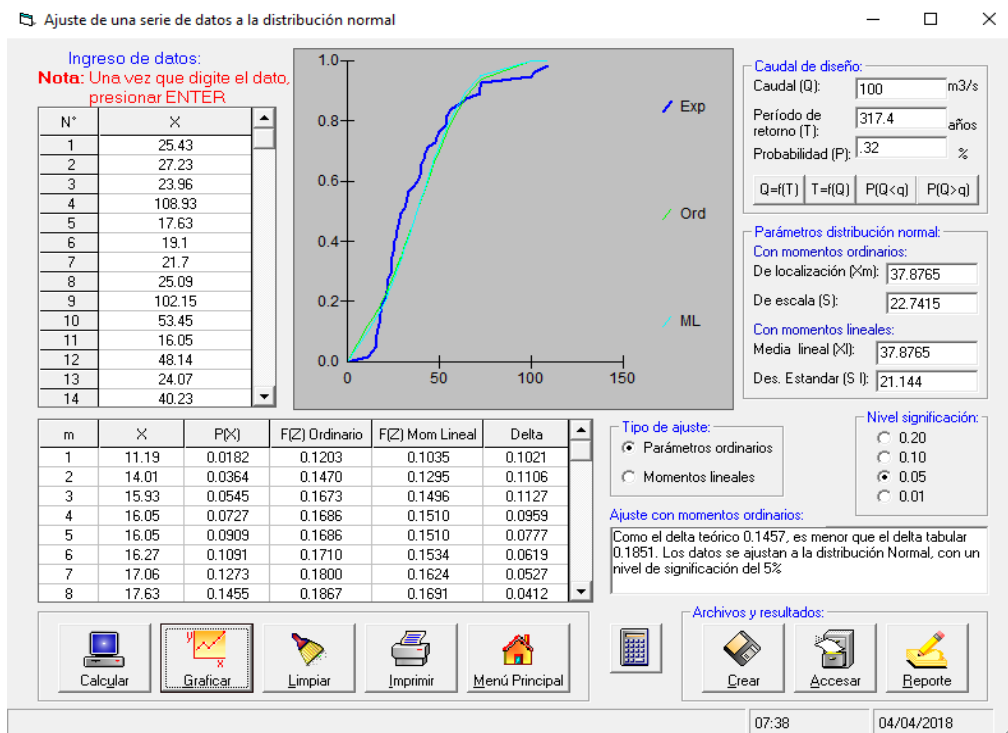 Ajuste de una serie de datos a la distribución normal
Ingreso de datos:
Nota: Una vez que digite el dato,
presionar ENTER
N° X
1 25.43
2 27.23
3 23.96
4 108.93
5 17.63
6 19.1
7 21.7
8 25.09
9 102.15
10 53.45
11 16.05
12 48.14
13 24.07
14 40.23
1.0
0.8
0.6
0.4
0.2
0.0
0 50 100 150
Exp
Ord
ML
Caudal de diseño:
Caudal (Q): 100 m3/s
Período de
retorno (T): 317.4 años
Probabilidad (P): .32 %
Q=f(T) T=f(Q) P(Q<q) P(Q>q)
Parámetros distribución normal:
Con momentos ordinarios:
De localización (Xm): 37.8765
De escala (S): 22.7415
Con momentos lineales:
Media lineal (Xl): 37.8765
Des. Estandar (S l): 21.144
m X P(X) F(Z) Ordinario F(Z) Mom Lineal Delta
1 11.19 0.0182 0.1203 0.1035 0.1021
2 14.01 0.0364 0.1470 0.1295 0.1106
3 15.93 0.0545 0.1673 0.1496 0.1127
4 16.05 0.0727 0.1686 0.1510 0.0959
5 16.05 0.0909 0.1686 0.1510 0.0777
6 16.27 0.1091 0.1710 0.1534 0.0619
7 17.06 0.1273 0.1800 0.1624 0.0527
8 17.63 0.1455 0.1867 0.1691 0.0412
Tipo de ajuste:
Parámetros ordinarios
Momentos lineales
Nivel significación:
0.20
0.10
0.05
0.01
Ajuste con momentos ordinarios:
Como el delta teórico 0.1457, es menor que el delta tabular
0.1851. Los datos se ajustan a la distribución Normal, con un
nivel de significación del 5%
Calcular
y
x
Graficar
Limpiar
Imprimir
Menú Principal
Archivos y resultados:
Crear
Accesar
Reporte
07:38 04/04/2018